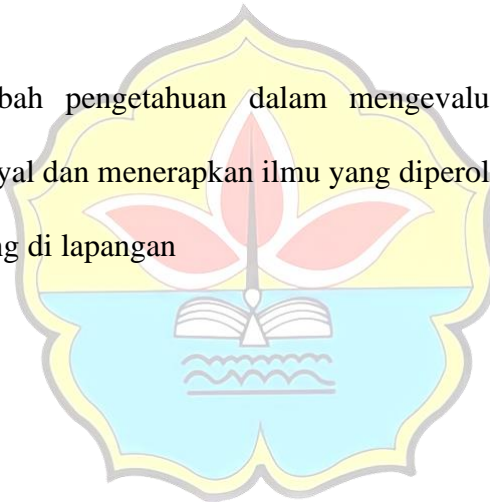 bah pengetahuan dalam mengevalu
yal dan menerapkan ilmu yang diperol
g di lapangan